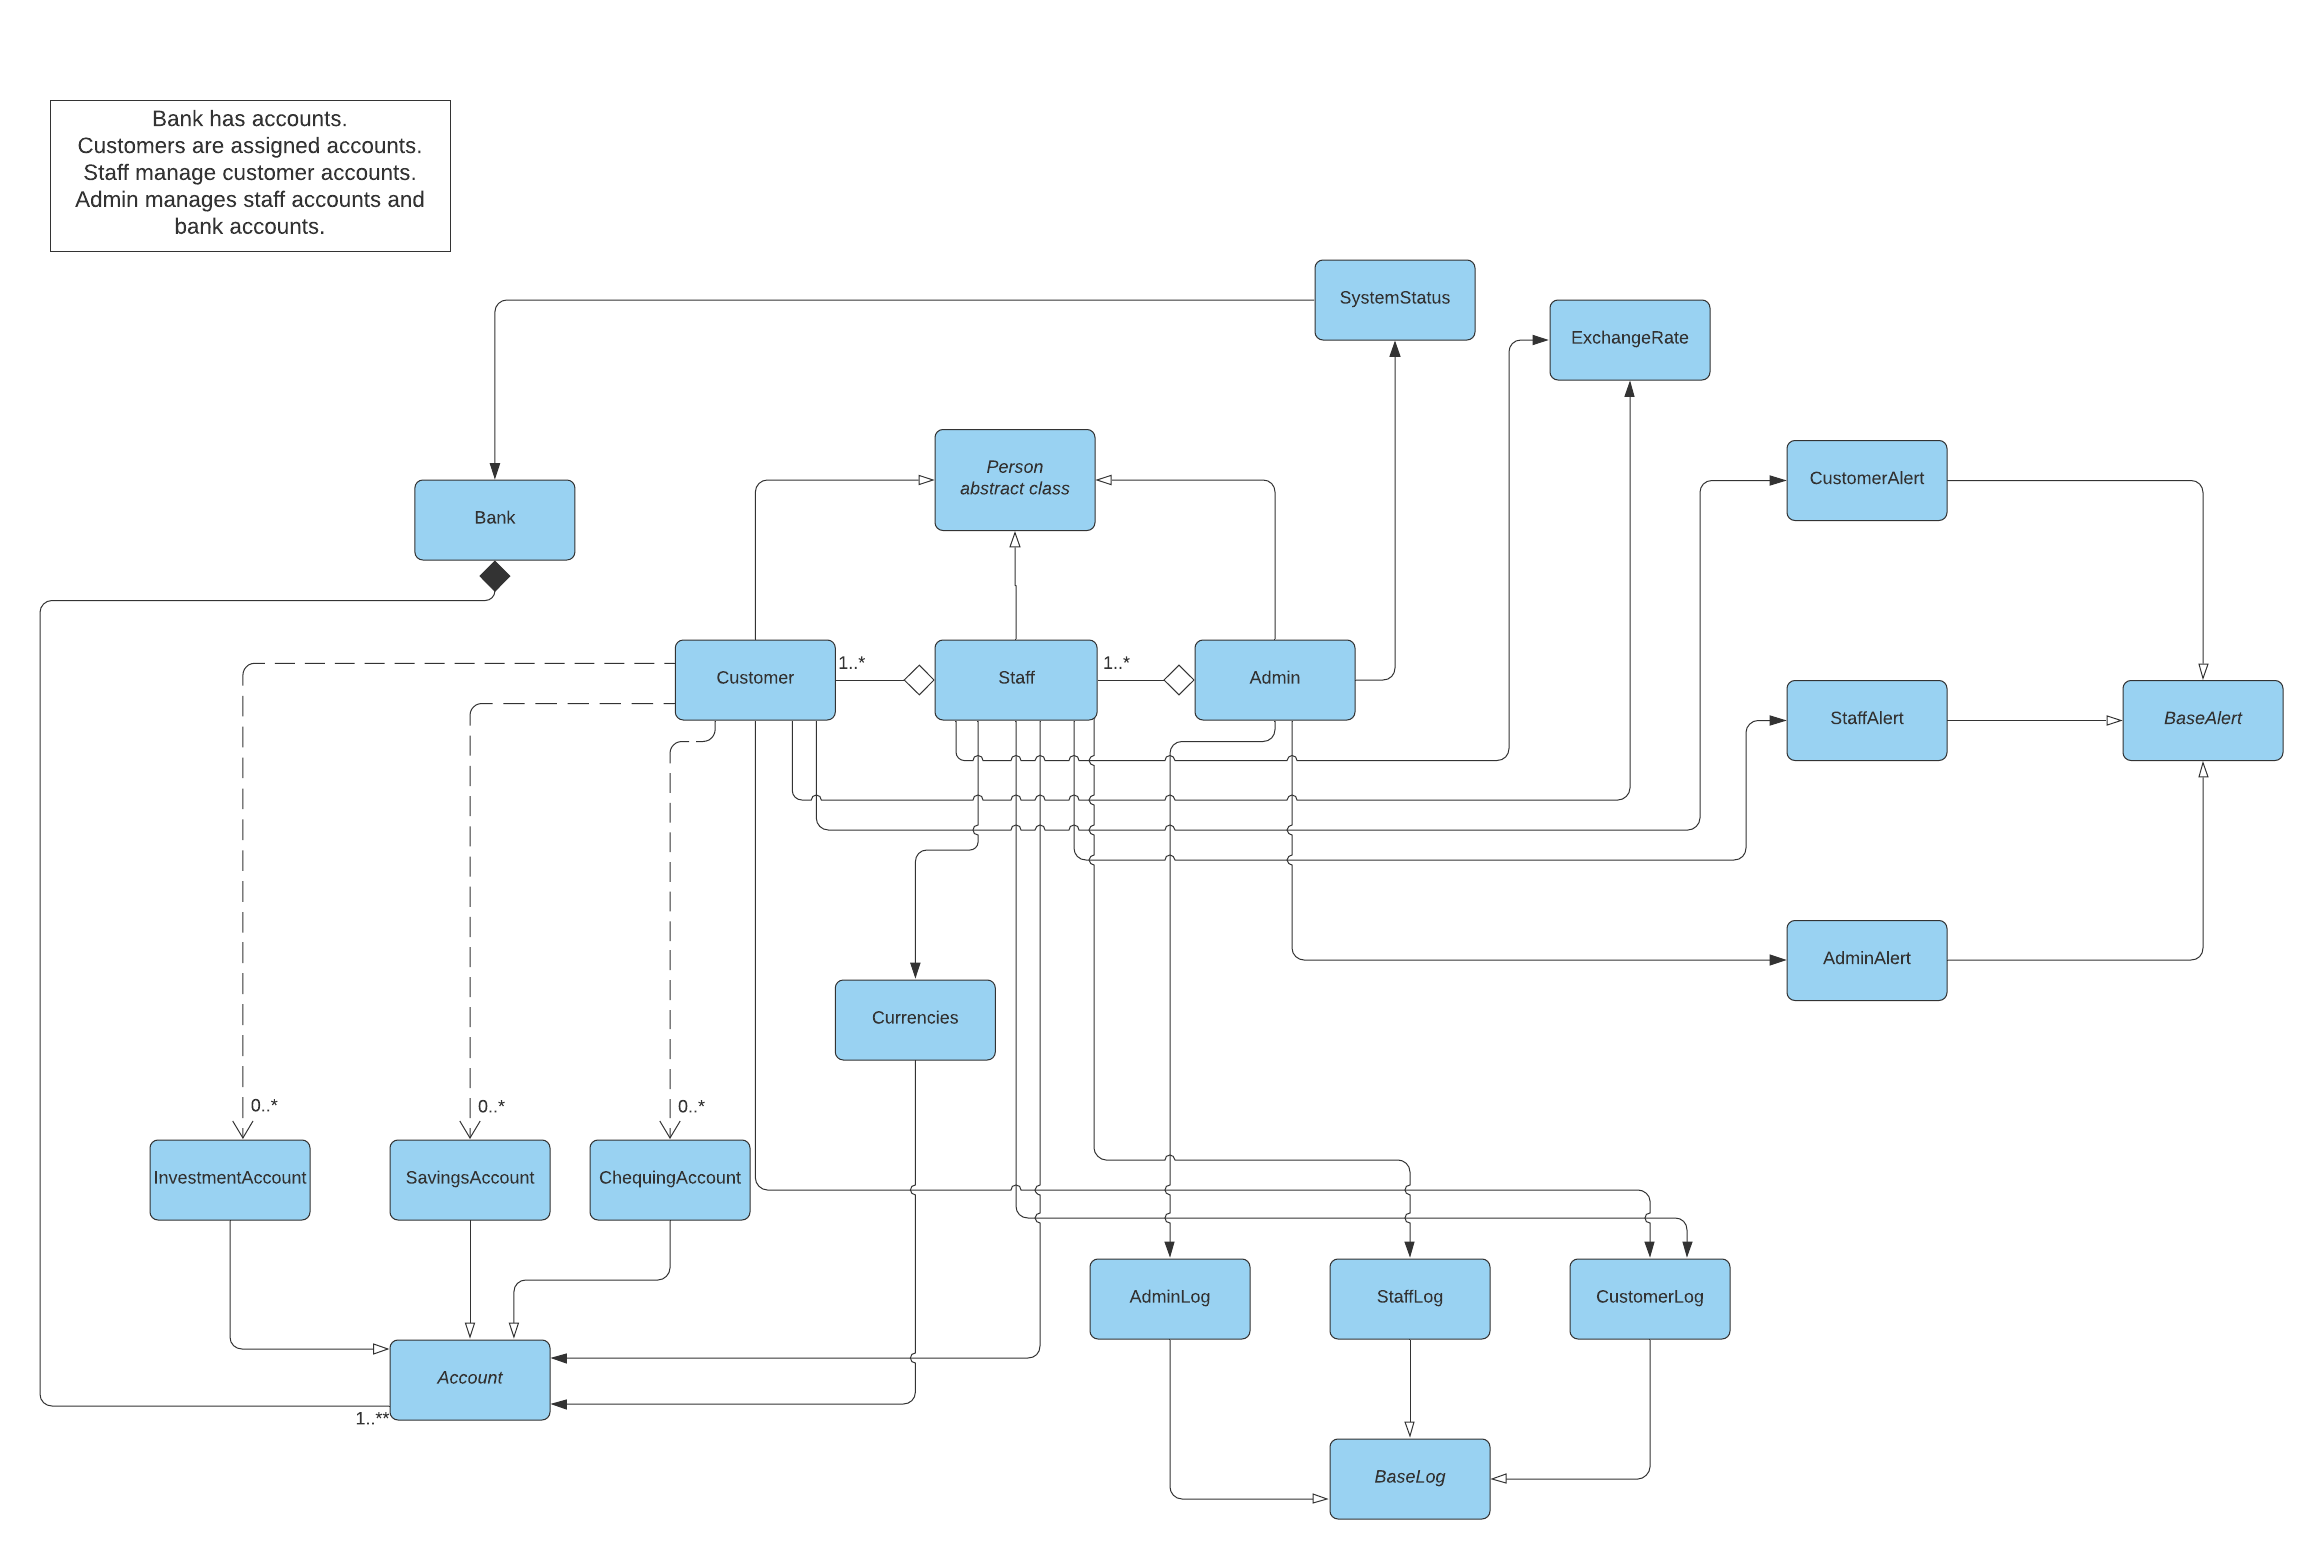 Bank has accounts.
Customers are assigned accounts.
Staff manage customer accounts.
Admin manages staff accounts and
bank accounts.
SystemStatus
ExchangeRate
Person
abstract class
CustomerAlert
Bank
Customer
1..*
Staff
1..*
Admin
StaffAlert
BaseAlert
AdminAlert
Currencies
0..*
0..*
0..*
InvestmentAccount
SavingsAccount
ChequingAccount
AdminLog
StaffLog
CustomerLog
Account
1..**
BaseLog